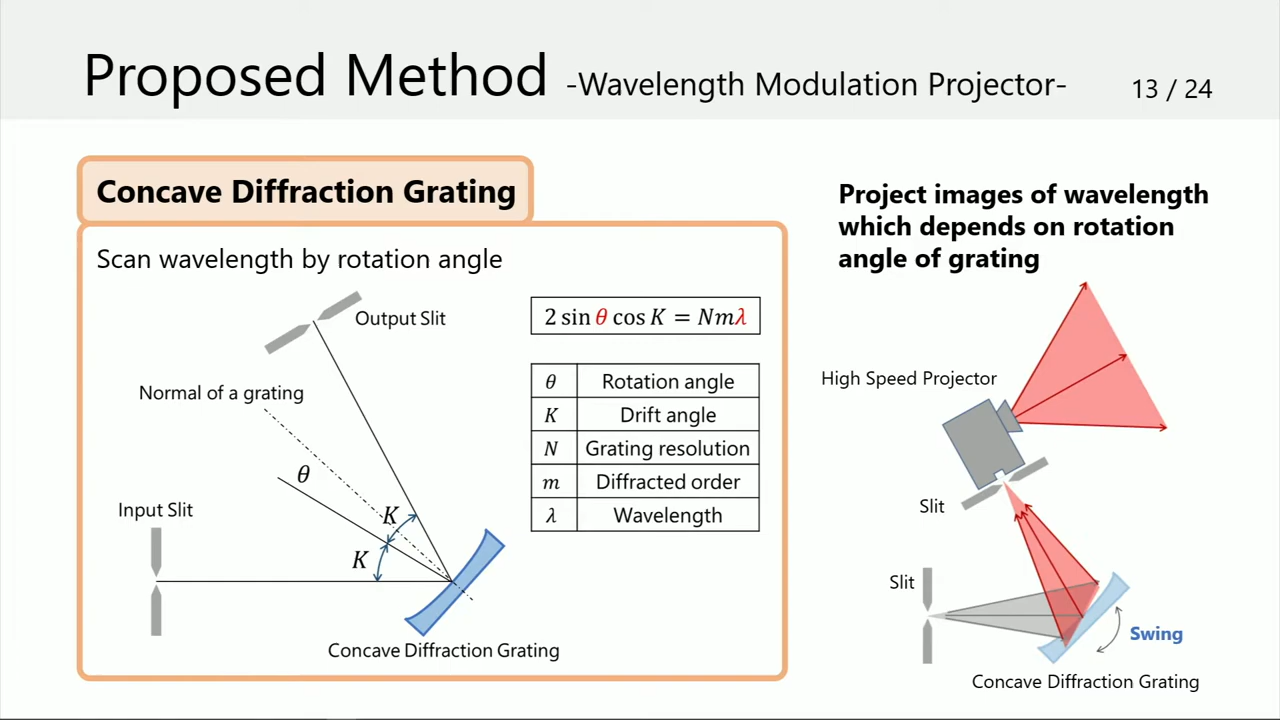 Proposed Method -Wavelength Modulation Projector- 13 / 24
Concave Diffraction Grating
Scan wavelength by rotation angle
Output Slit
Normal of a grating
θ
Input Slit
K
K
Concave Diffraction Grating
2 sin θ cos K = Nmλ
θ Rotation angle
K Drift angle
N Grating resolution
m Diffracted order
λ Wavelength
Project images of wavelength
which depends on rotation
angle of grating
High Speed Projector
Slit
Slit
Swing
Concave Diffraction Grating